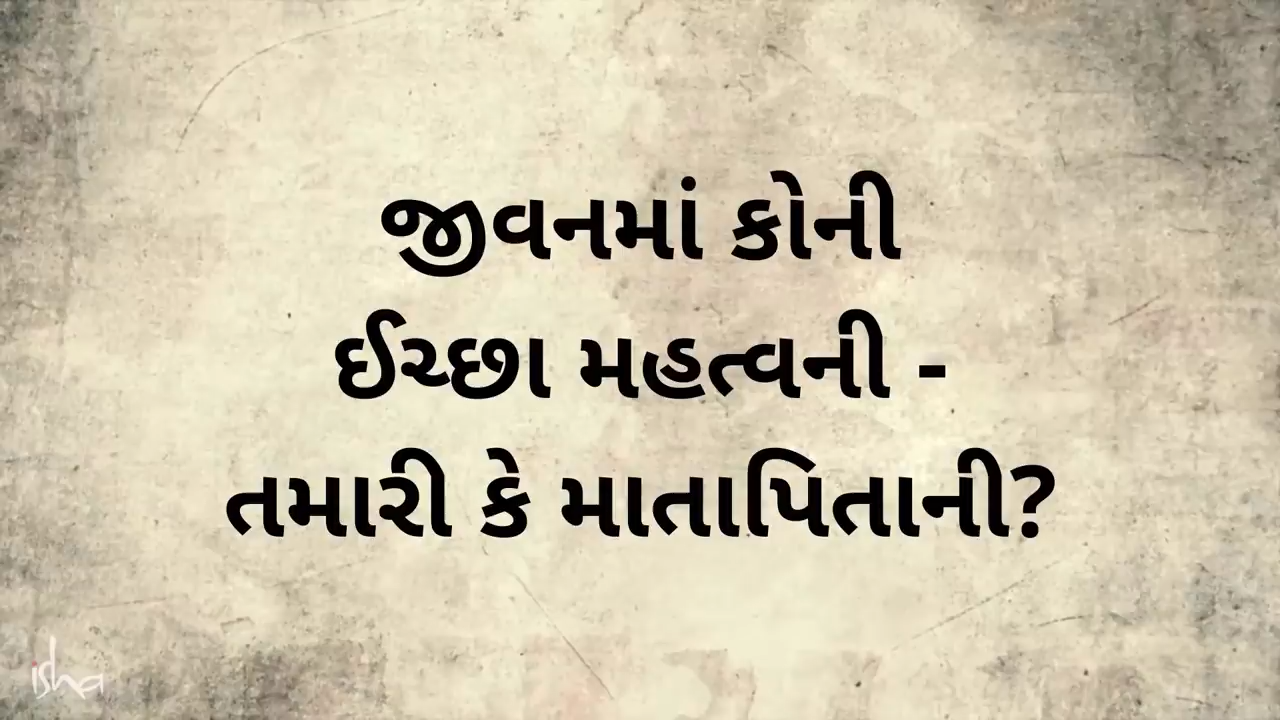 જીવનમાં કોની
ઈચ્છા મહત્વની -
તમારી કે માતાપિતાની?
isha